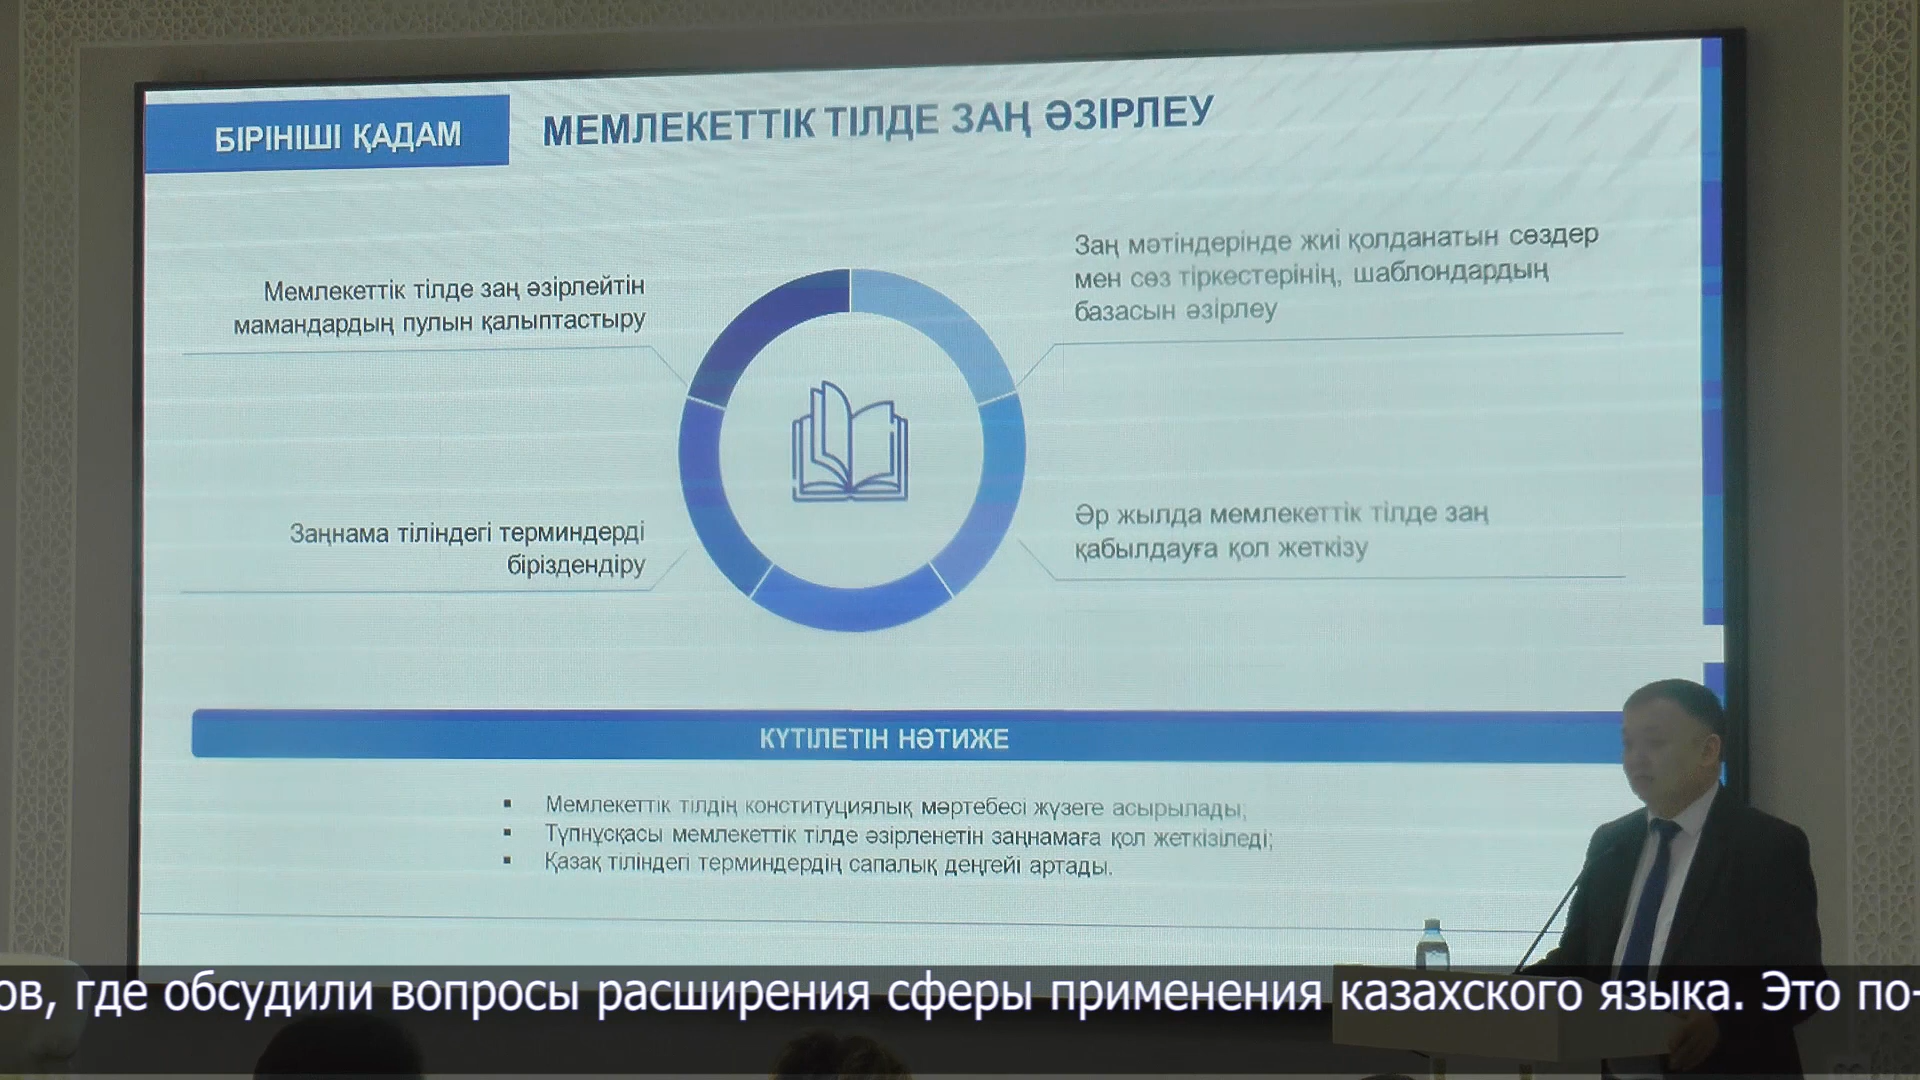 БІРІНШІ ҚАДАМ
МЕМЛЕКЕТТІК ТІЛДЕ ЗАҢ ӘЗІРЛЕУ
Мемлекеттік тілде заң әзірлейтін
мамандардың пулын қалыптастыру
Заң мәтіндерінде жиі қолданатын сөздер
мен сөз тіркестерінің, шаблондардың
базасын әзірлеу
Заңнама тіліндегі терминдерді
біріздендіру
Әр жылда мемлекеттік тілде заң
қабылдауға қол жеткізу
КҮТІЛЕТІН НӘТИЖЕ
▪ Мемлекеттік тілдің конституциялық мәртебесі жүзеге асырылады;
▪ Түпнұсқасы мемлекеттік тілде әзірленетін заңнамаға қол жеткізіледі;
▪ Қазақ тіліндегі терминдердің сапалық деңгейі артады.
ов, где обсудили вопросы расширения сферы применения казахского языка. Это по-